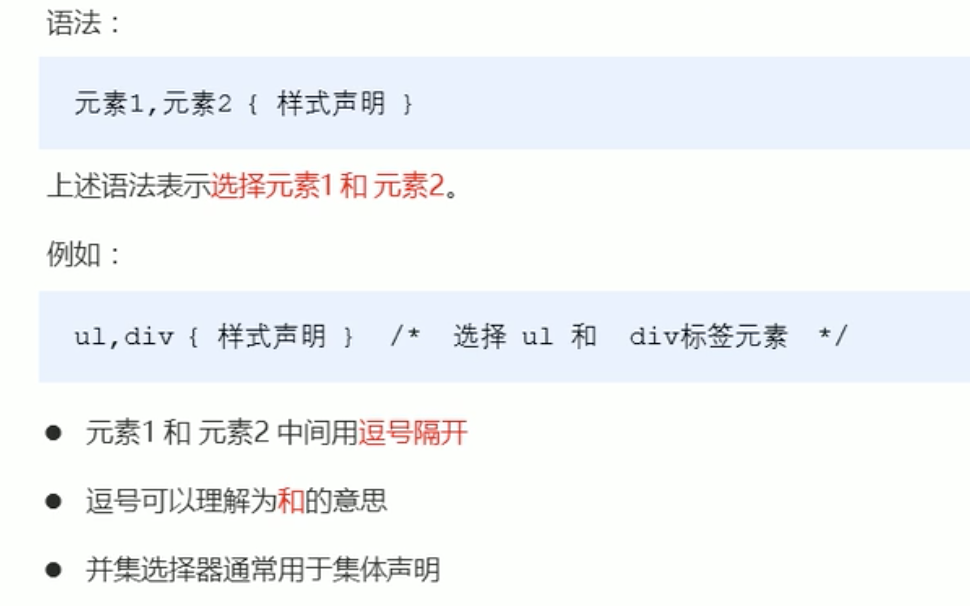 语法：
元素1,元素2 { 样式声明 }
上述语法表示选择元素1 和 元素2。
例如：
ul,div { 样式声明 }  /*  选择 ul 和  div标签元素  */
● 元素1 和 元素2 中间用逗号隔开
● 逗号可以理解为和的意思
● 并集选择器通常用于集体声明